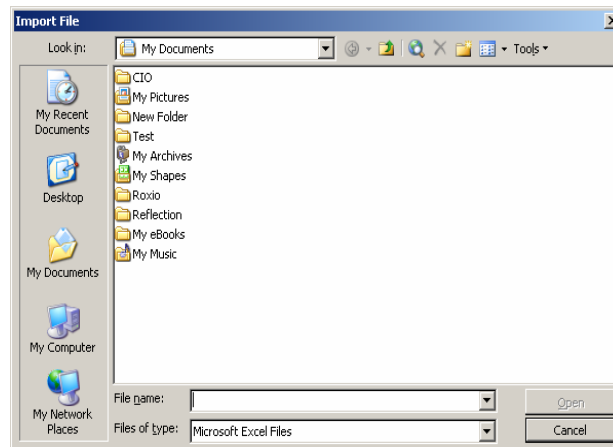 Import File
Look in:
My Documents
Tools
My Recent
Documents
Desktop
My Documents
My Computer
My Network
Places
CIO
My Pictures
New Folder
Test
My Archives
My Shapes
Roxio
Reflection
My eBooks
My Music
File name:
Open
Files of type:
Microsoft Excel Files
Cancel